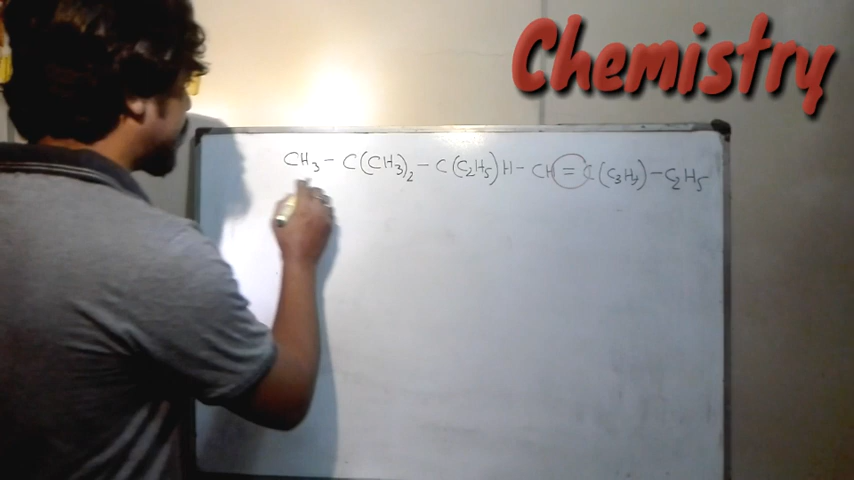 Chemistry
CH3 - C(CH3)2 - C(C2H5)H - CH = C(C3H7) - C2H5